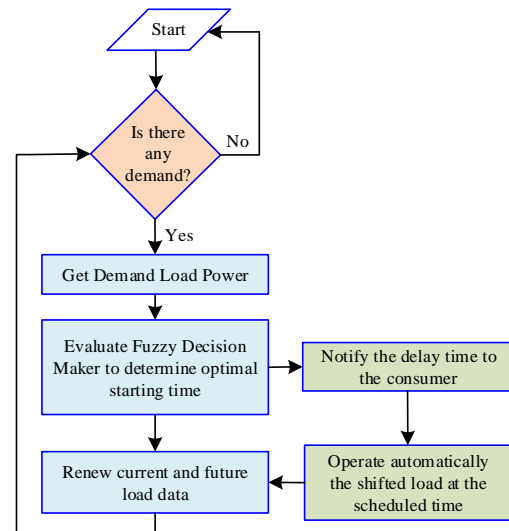 Start
Is there
any
demand?
No
Yes
Get Demand Load Power
Evaluate Fuzzy Decision
Maker to determine optimal
starting time
Notify the delay time to
the consumer
Renew current and future
load data
Operate automatically
the shifted load at the
scheduled time